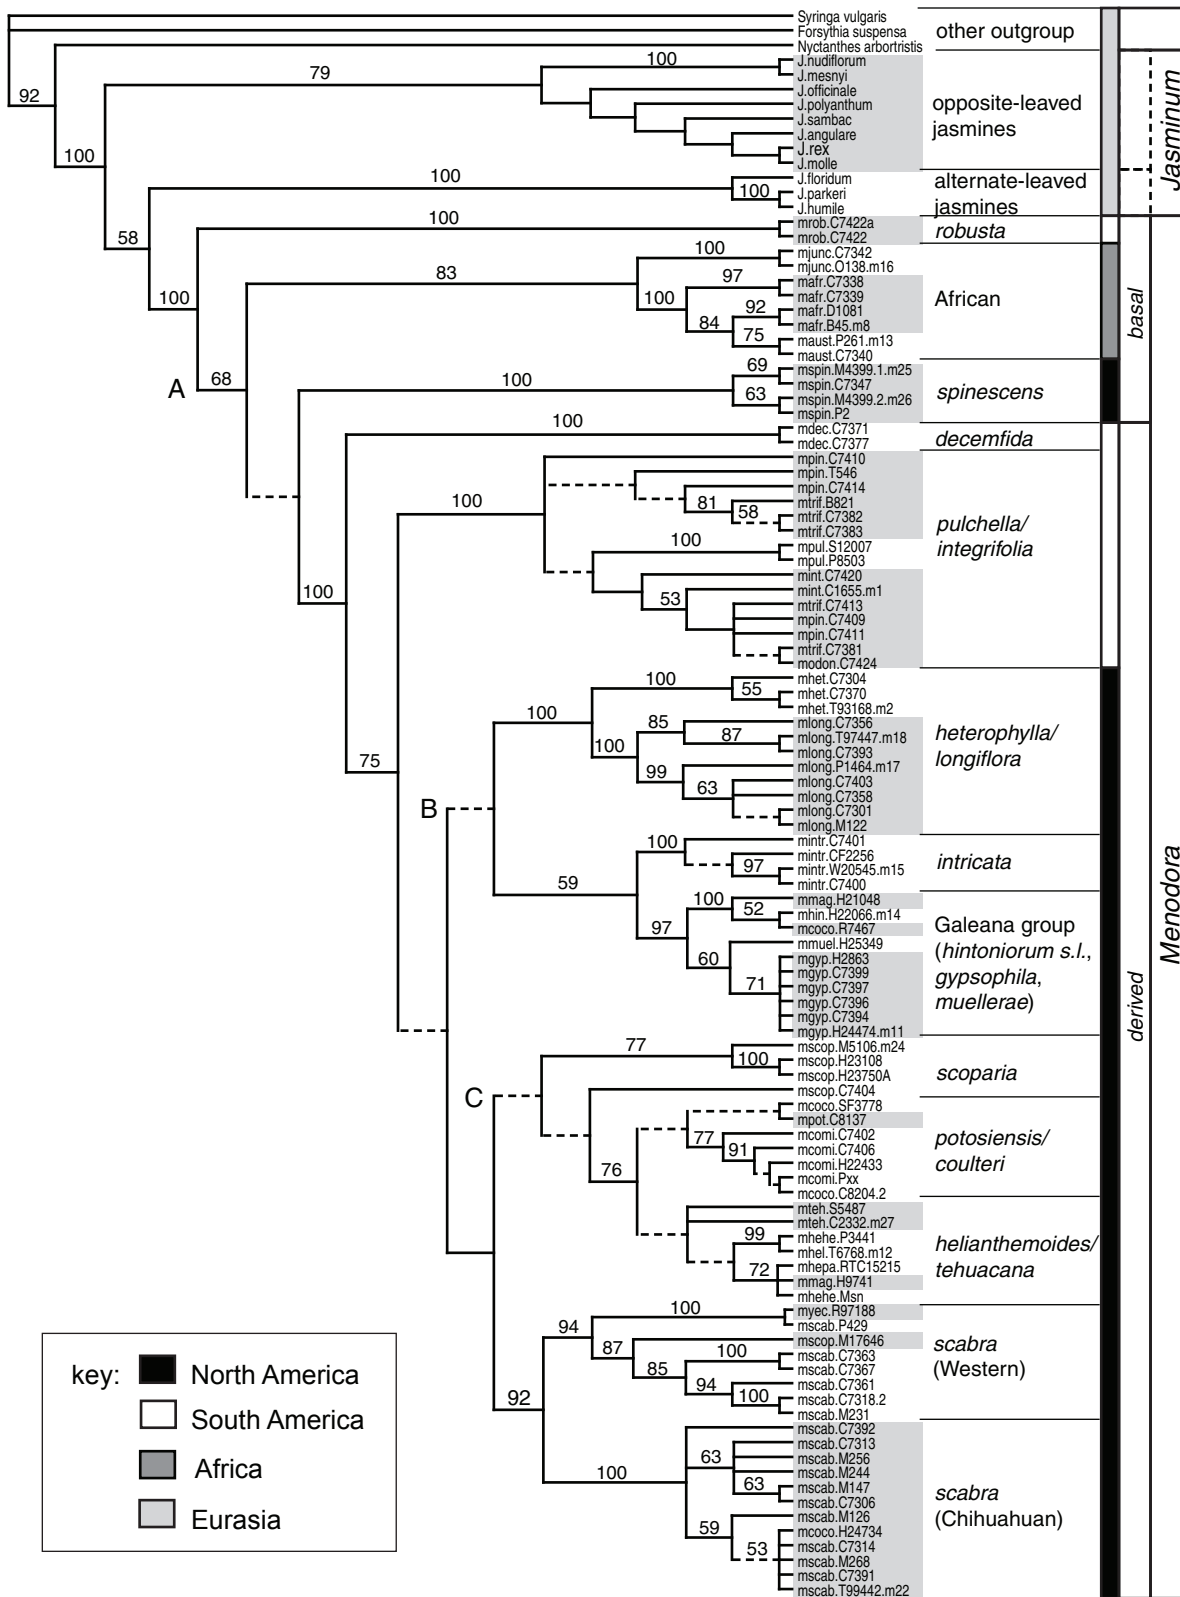 Syringa vulgaris
Forsythia suspensa
other outgroup
Nyctanthes arbortristis
92
J.nudiflorum
100
J.mesnyi
79
J.officinale
J.polyanthum
opposite-leaved
jasmines
J.sambac
J.angulare
J.rex
J.molle
100
Jasminum
J.floridum
100
J.parkeri
100
J.humile
alternate-leaved
jasmines
58
mrob.C7422a
100
mrob.C7422
robusta
mjunc.C7342
100
mjunc.O138.m16
83
mafr.C7338
97
mafr.C7339
100
mafr.D1081
92
mafr.B45.m8
84
maust.P261.m13
75
maust.C7340
African
100
basal
A
68
mspin.M4399.1.m25
69
mspin.C7347
100
mspin.M4399.2.m26
63
mspin.P2
spinescens
mdec.C7371
100
mdec.C7377
decemfida
mpin.C7410
mpin.T546
mpin.C7414
100
mtrif.B821
81
mtrif.C7382
58
mtrif.C7383
pulchella/
integrifolia
mpul.S12007
100
mpul.P8503
mint.C7420
mint.C1655.m1
53
mtrif.C7413
mpin.C7409
mpin.C7411
mtrif.C7381
modon.C7424
100
mhet.C7304
100
mhet.C7370
55
mhet.T93168.m2
100
mlong.C7356
85
mlong.T97447.m18
87
mlong.C7393
100
mlong.P1464.m17
99
mlong.C7403
63
mlong.C7358
mlong.C7301
mlong.M122
heterophylla/
longiflora
75
B
mintr.C7401
100
mintr.CF2256
mintr.W20545.m15
97
mintr.C7400
intricata
59
mmag.H21048
100
mhin.H22066.m14
52
mcoco.R7467
97
mmuel.H25349
60
mgyp.H2863
mgyp.C7399
mgyp.C7397
71
mgyp.C7396
mgyp.C7394
mgyp.H24474.m11
Galeana group
(hintoniorum s.l.,
gypsophila,
muellerae)
Menodora
derived
mscop.M5106.m24
77
mscop.H23108
100
mscop.H23750A
mscop.C7404
scoparia
C
mcoco.SF3778
mpot.C8137
mcomi.C7402
77
mcomi.C7406
91
mcomi.H22433
mcomi.Pxx
mcoco.C8204.2
potosiensis/
coulteri
76
mteh.S5487
mteh.C2332.m27
mhehe.P3441
99
mhel.T6768.m12
mhepa.RTC15215
72
mmag.H9741
mhehe.Msn
helianthemoides/
tehuacana
myec.R97188
100
mscab.P429
94
mscop.M17646
87
mscab.C7363
100
mscab.C7367
85
mscab.C7361
94
mscab.C7318.2
100
mscab.M231
scabra
(Western)
92
mscab.C7392
mscab.C7313
mscab.M256
63
mscab.M244
mscab.M147
63
mscab.C7306
100
mscab.M126
59
mcoco.H24734
mscab.C7314
53
mscab.M268
mscab.C7391
mscab.T99442.m22
scabra
(Chihuahuan)
key:
North America
South America
Africa
Eurasia